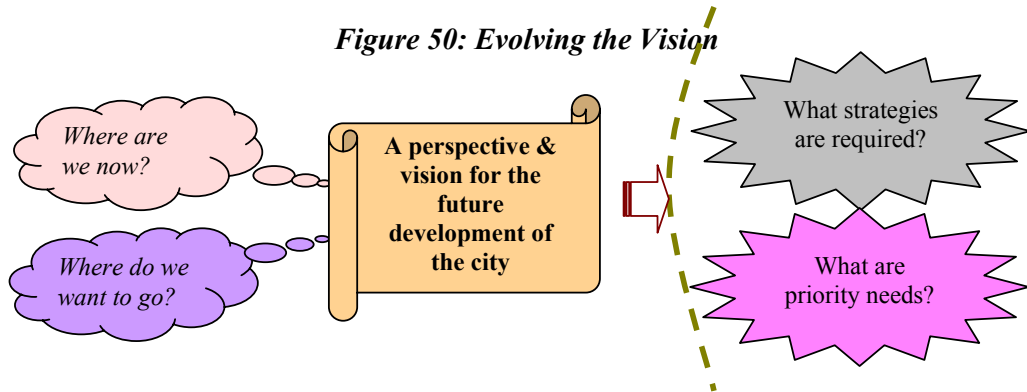 Figure 50: Evolving the Vision
Where are
we now?
Where do we
want to go?
A perspective &
vision for the
future
development of
the city
What strategies
are required?
What are
priority needs?